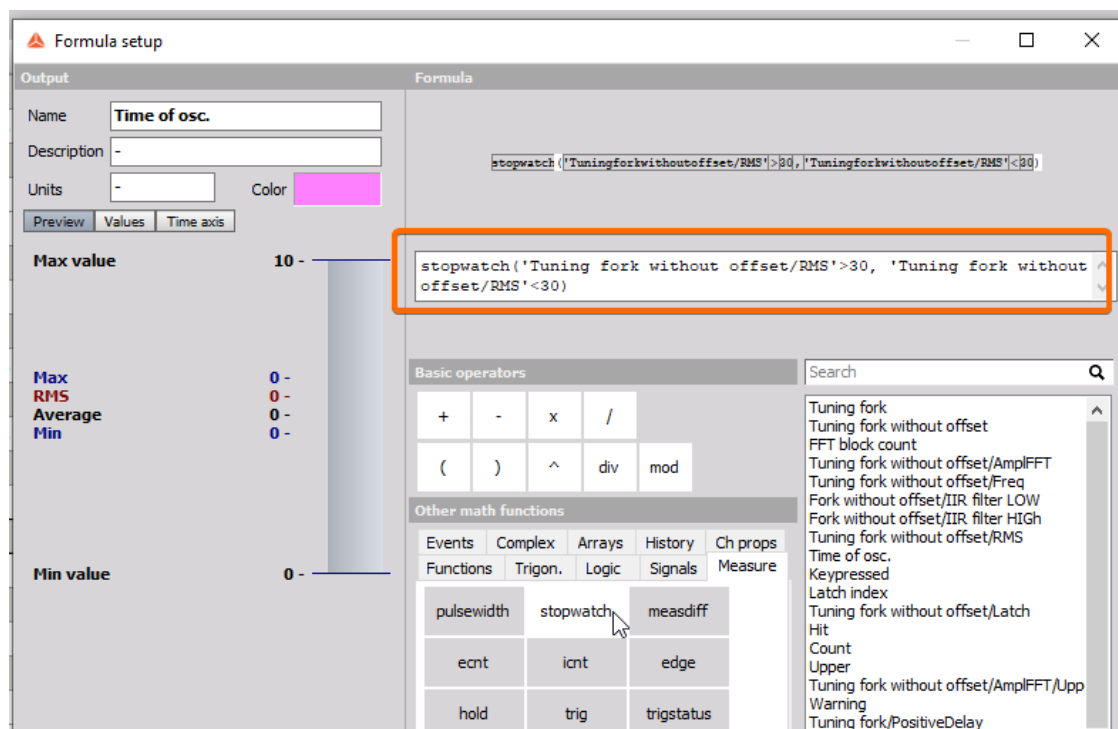 Formula setup
Output
Formula
Name
Time of osc.
Description
-
Units
-
Color
Preview
Values
Time axis
stopwatch('Tuningforkwithoutoffset/RMS'>30,'Tuningforkwithoutoffset/RMS'<30)
Max value
10 -
stopwatch('Tuning fork without offset/RMS'>30, 'Tuning fork without
offset/RMS'<30)
Max
0 -
RMS
0 -
Average
0 -
Min
0 -
Min value
0 -
Basic operators
+ - x /
( ) ^ div mod
Other math functions
Events Complex Arrays History Ch props
Functions Trigon. Logic Signals Measure
pulsewidth stopwatch measdiff
ecnt icnt edge
hold trig trigstatus
Search
Tuning fork
Tuning fork without offset
FFT block count
Tuning fork without offset/AmplFFT
Tuning fork without offset/Freq
Fork without offset/IIR filter LOW
Fork without offset/IIR filter HIGh
Tuning fork without offset/RMS
Time of osc.
Keypressed
Latch index
Tuning fork without offset/Latch
Hit
Count
Upper
Tuning fork without offset/AmplFFT/Upp
Warning
Tuning fork/PositiveDelay